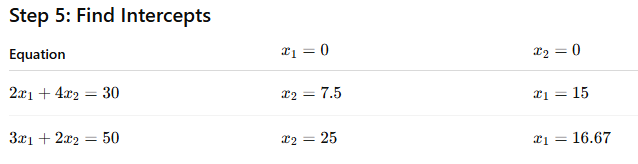 Step 5: Find Intercepts
Equation x₁ = 0 x₂ = 0
2x₁ + 4x₂ = 30 x₂ = 7.5 x₁ = 15
3x₁ + 2x₂ = 50 x₂ = 25 x₁ = 16.67